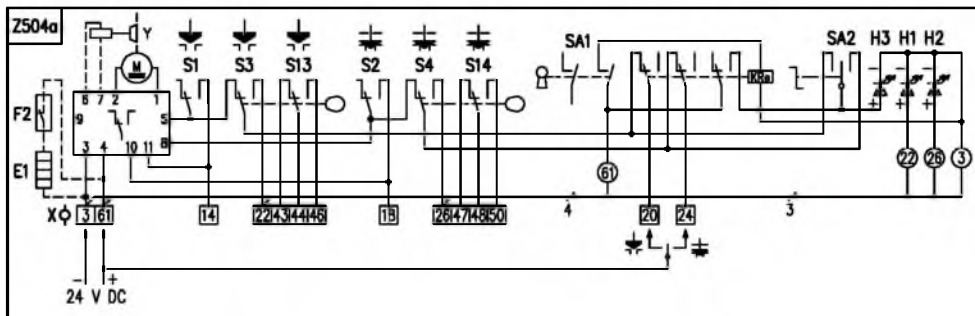 Z504a
Y
M
S1 S3 S13 S2 S4 S14 SA1 SA2 H3 H1 H2
KRa
6 7 2 1
9 5
8
3 4 10 11
F2
E1
61 22 26 3
X 3 61 14 22 43 44 46 18 26 47 48 50 4 20 24 3
- +
24 V DC
- - -
+ + +